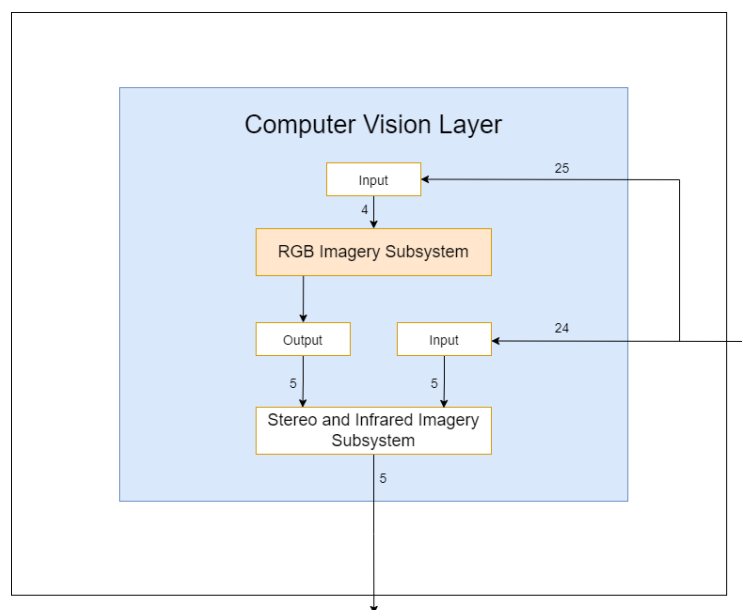 Computer Vision Layer
Input
25
4
RGB Imagery Subsystem
Output
Input
24
5
5
Stereo and Infrared Imagery
Subsystem
5